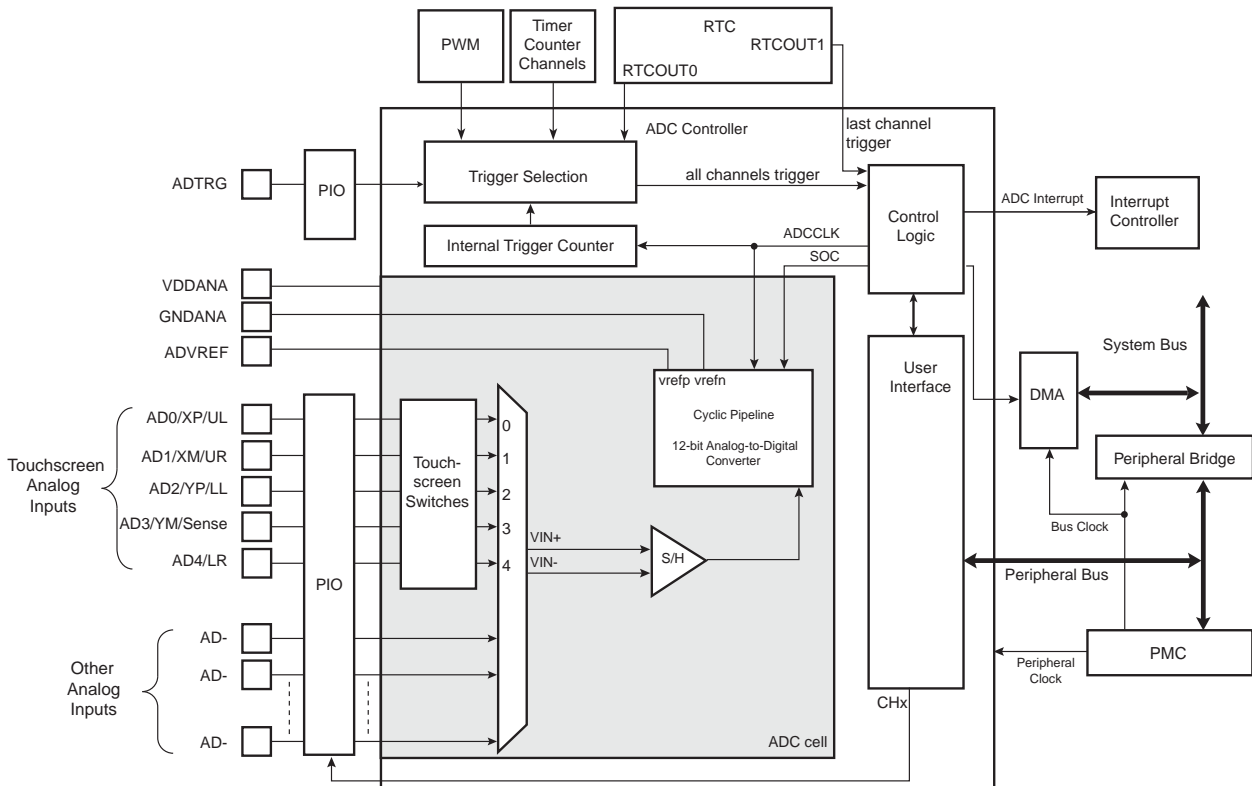 PWM
Timer
Counter
Channels
RTC
RTCOUT1
RTCOUT0
ADC Controller
last channel
trigger
ADTRG
PIO
Trigger Selection
all channels trigger
Control
Logic
ADC Interrupt
Interrupt
Controller
Internal Trigger Counter
ADCCLK
SOC
VDDANA
GNDANA
ADVREF
vrefp vrefn
Cyclic Pipeline
12-bit Analog-to-Digital
Converter
User
Interface
DMA
System Bus
Peripheral Bridge
Bus Clock
Peripheral Bus
PMC
Peripheral
Clock
Touchscreen
Analog
Inputs
AD0/XP/UL
AD1/XM/UR
AD2/YP/LL
AD3/YM/Sense
AD4/LR
PIO
Touch-
screen
Switches
0
1
2
3
4
VIN+
VIN-
S/H
Other
Analog
Inputs
AD-
AD-
AD-
CHx
ADC cell